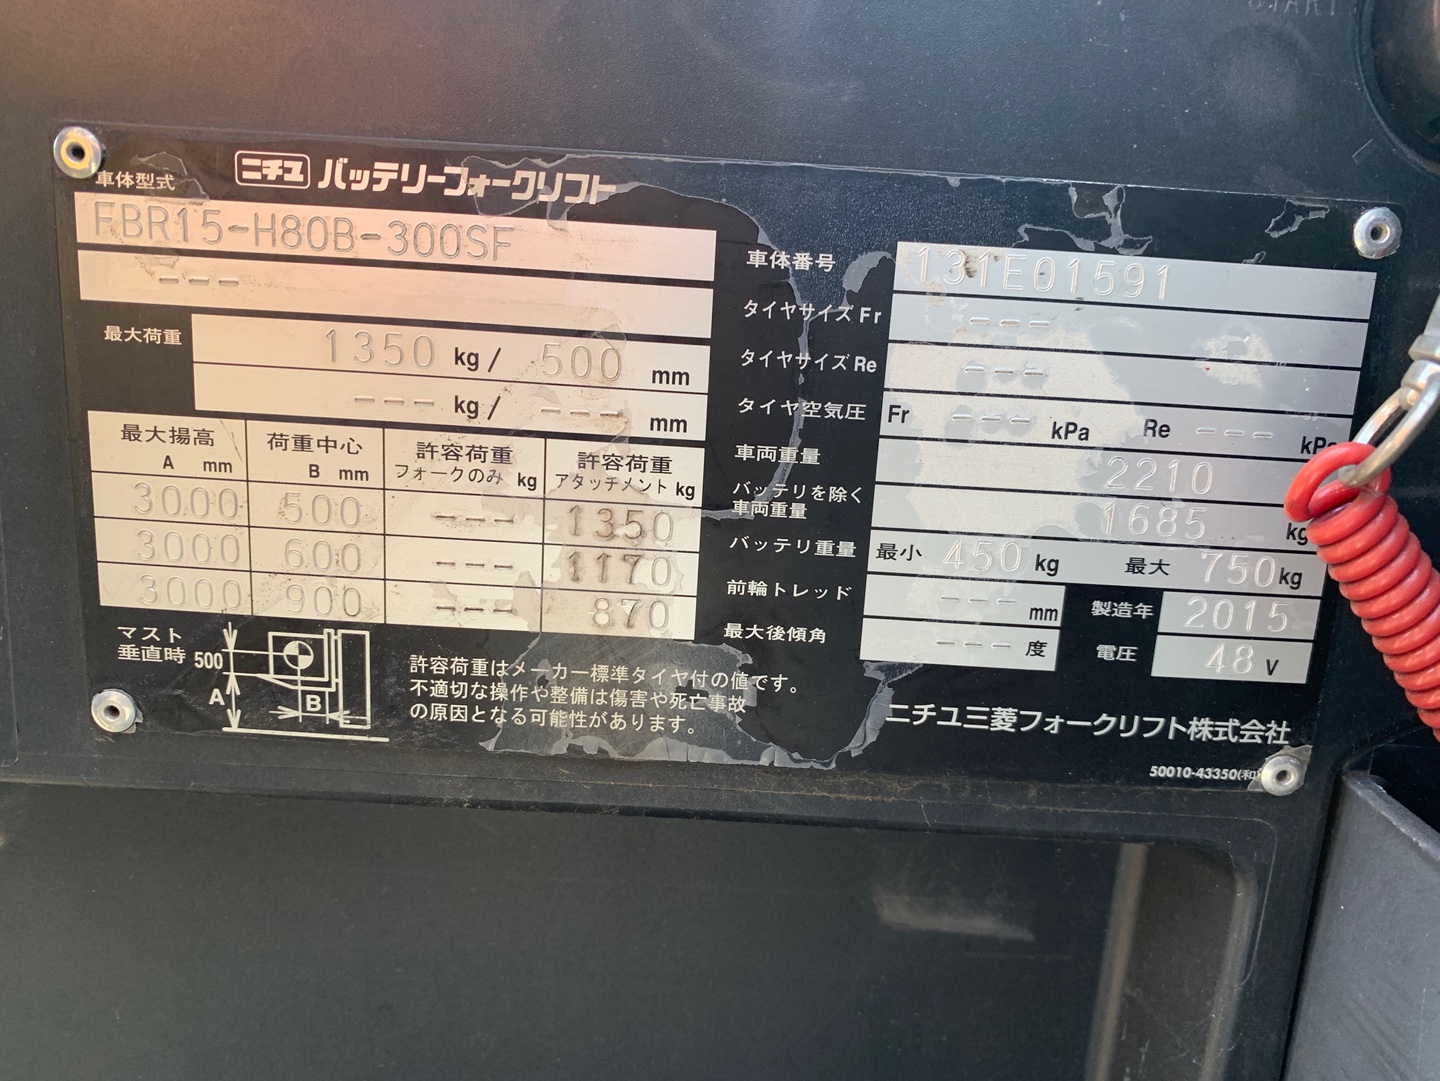 START
ニチユ バッテリーフォークリフト
車体型式
FBR15-H80B-300SF
---
最大荷重 1350 kg / 500 mm
--- kg / --- mm
最大揚高 A mm 荷重中心 B mm 許容荷重 フォークのみ kg 許容荷重 アタッチメント kg
3000 500 --- 1350
3000 600 --- 1170
3000 900 --- 870
マスト
垂直時
500
A
B
許容荷重はメーカー標準タイヤ付の値です。
不適切な操作や整備は傷害や死亡事故
の原因となる可能性があります。
車体番号 131E01591
タイヤサイズ Fr ---
タイヤサイズ Re ---
タイヤ空気圧 Fr --- kPa Re --- kPa
車両重量 2210
バッテリを除く
車両重量 1685 kg
バッテリ重量 最小 450 kg 最大 750 kg
前輪トレッド --- mm 製造年 2015
最大後傾角 --- 度 電圧 48 V
ニチユ三菱フォークリフト株式会社
50010-43350(和)